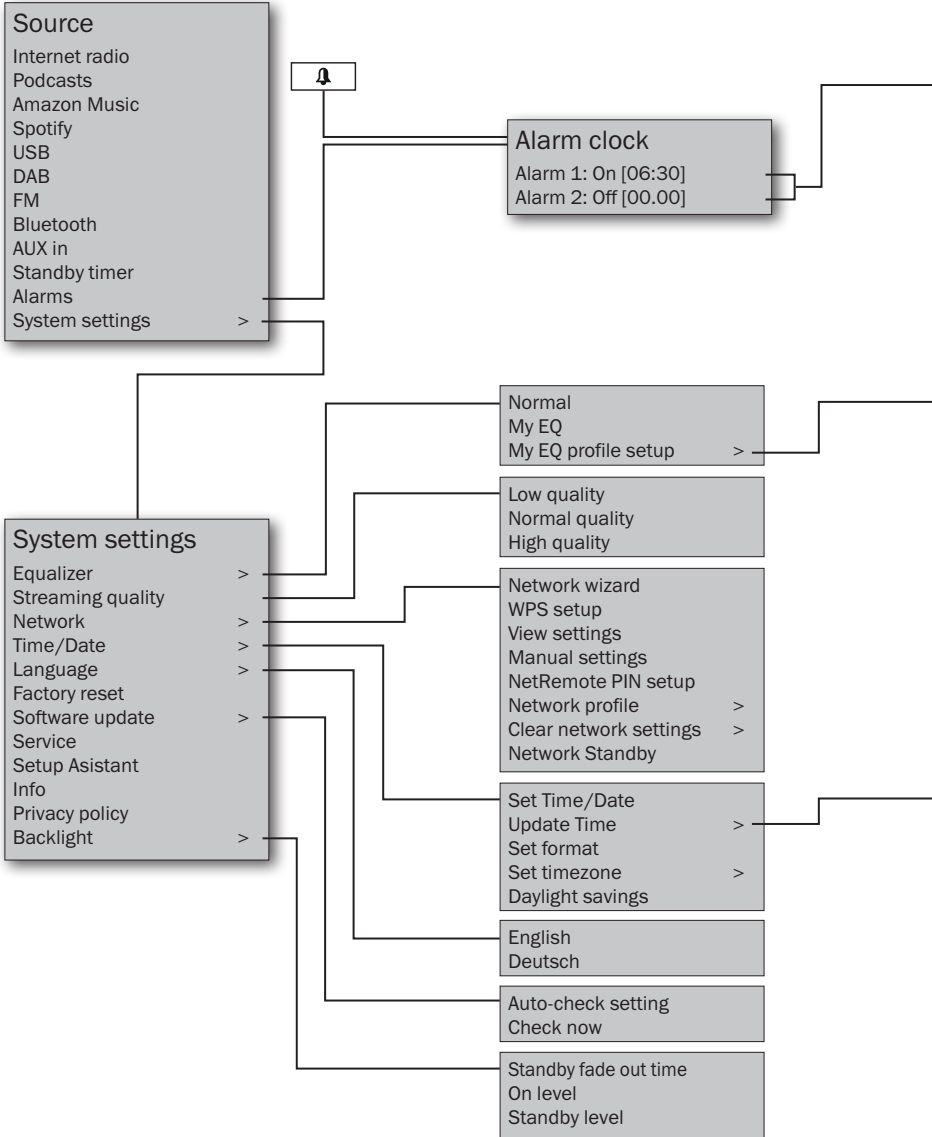 Source
Internet radio
Podcasts
Amazon Music
Spotify
USB
DAB
FM
Bluetooth
AUX in
Standby timer
Alarms
System settings >
Alarm clock
Alarm 1: On [06:30]
Alarm 2: Off [00.00]
System settings
Equalizer >
Streaming quality
Network >
Time/Date >
Language >
Factory reset
Software update >
Service
Setup Asistant
Info
Privacy policy
Backlight >
Normal
My EQ
My EQ profile setup >
Low quality
Normal quality
High quality
Network wizard
WPS setup
View settings
Manual settings
NetRemote PIN setup
Network profile >
Clear network settings >
Network Standby
Set Time/Date
Update Time >
Set format
Set timezone >
Daylight savings
English
Deutsch
Auto-check setting
Check now
Standby fade out time
On level
Standby level